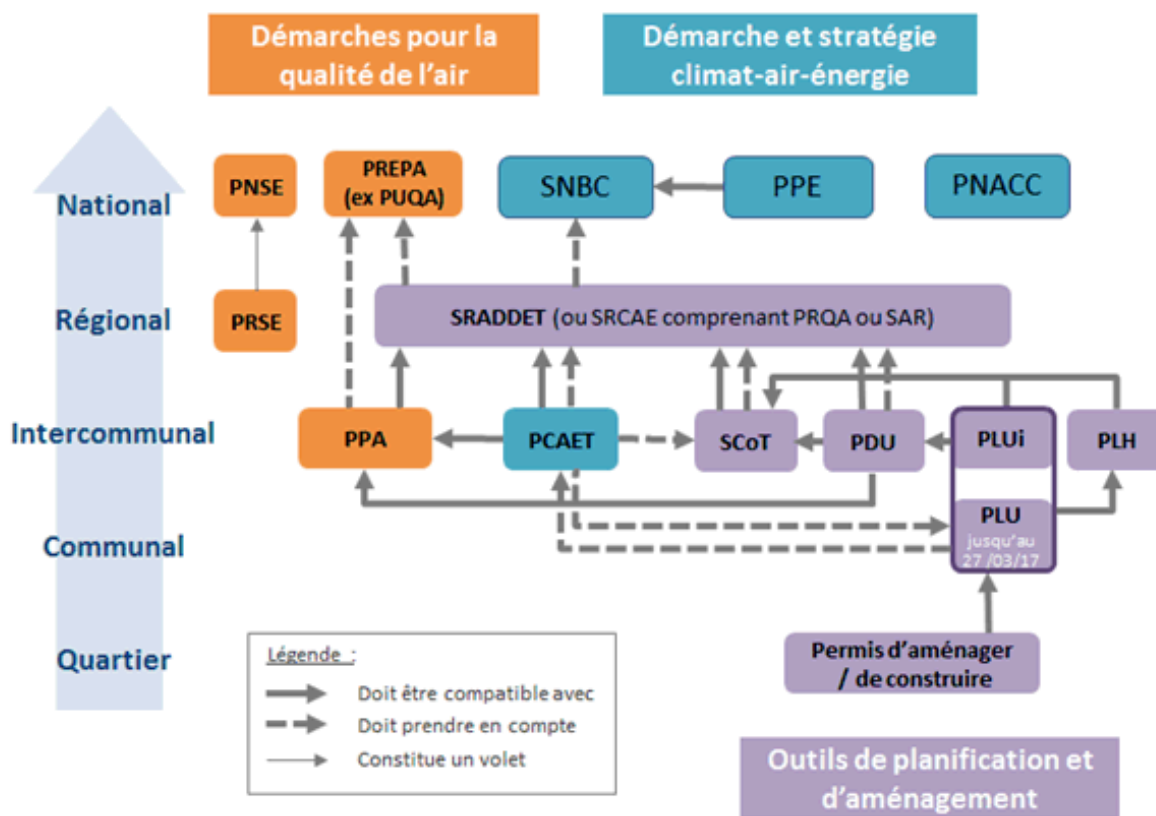 Démarches pour la
qualité de l'air
Démarche et stratégie
climat-air-énergie
National
PNSE
PREPA
(ex PUQA)
SNBC
PPE
PNACC
Régional
PRSE
SRADDET (ou SRCAE comprenant PRQA ou SAR)
Intercommunal
PPA
PCAET
SCoT
PDU
PLUi
PLH
Communal
PLU
jusqu'au
27 /03/17
Quartier
Permis d'aménager
/ de construire
Légende :
Doit être compatible avec
Doit prendre en compte
Constitue un volet
Outils de planification et
d'aménagement